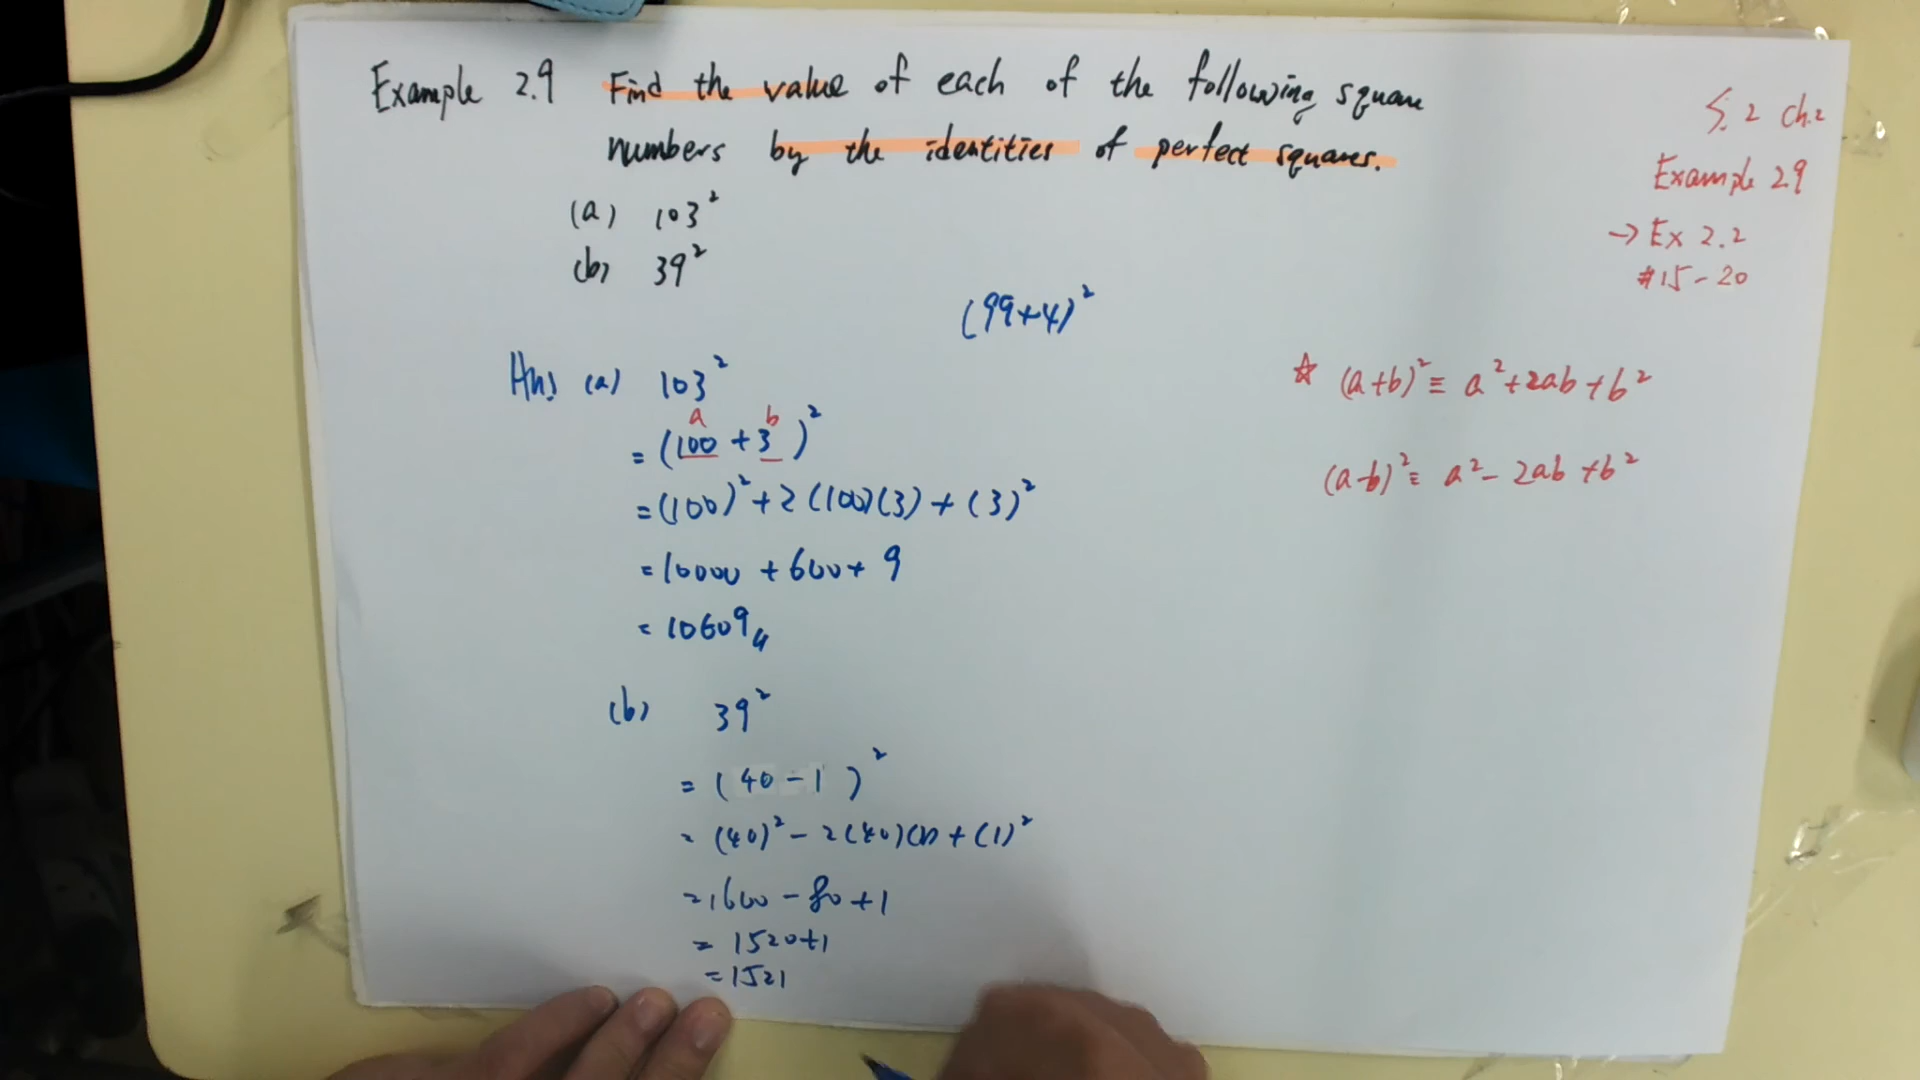 Example 2.9 Find the value of each of the following square
numbers by the identities of perfect squares.
(a) 103²
(b) 39²
S.2 Ch.2
Example 2.9
→ Ex 2.2
#15-20
(99+4)²
Ans: (a) 103²
a b
= (100 + 3)²
= (100)² + 2(100)(3) + (3)²
= 10000 + 600 + 9
= 10609
☆ (a+b)² ≡ a² + 2ab + b²
(a-b)² ≡ a² - 2ab + b²
(b) 39²
= (40 - 1)²
= (40)² - 2(40)(1) + (1)²
= 1600 - 80 + 1
= 1520+1
= 1521